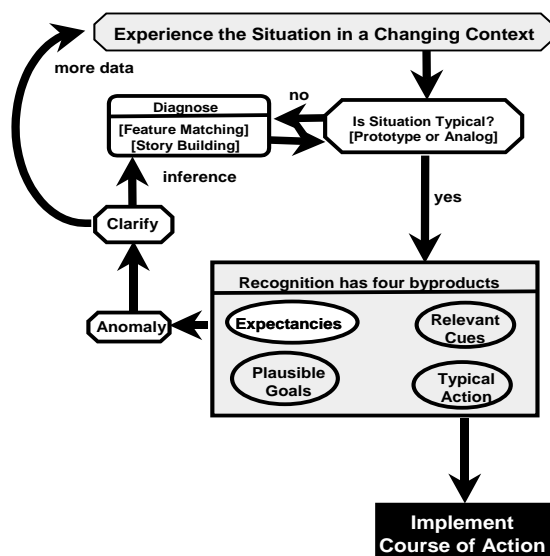 Experience the Situation in a Changing Context
more data
no
Diagnose
[Feature Matching]
[Story Building]
Is Situation Typical?
[Prototype or Analog]
inference
yes
Clarify
Recognition has four byproducts
Anomaly
Expectancies
Relevant
Cues
Plausible
Goals
Typical
Action
Implement
Course of Action